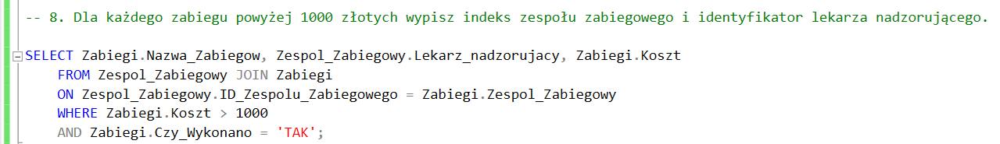 -- 8. Dla każdego zabiegu powyżej 1000 złotych wypisz indeks zespołu zabiegowego i identyfikator lekarza nadzorującego.
SELECT Zabiegi.Nazwa_Zabiegow, Zespol_Zabiegowy.Lekarz_nadzorujacy, Zabiegi.Koszt
FROM Zespol_Zabiegowy JOIN Zabiegi
ON Zespol_Zabiegowy.ID_Zespolu_Zabiegowego = Zabiegi.Zespol_Zabiegowy
WHERE Zabiegi.Koszt > 1000
AND Zabiegi.Czy_Wykonano = 'TAK';